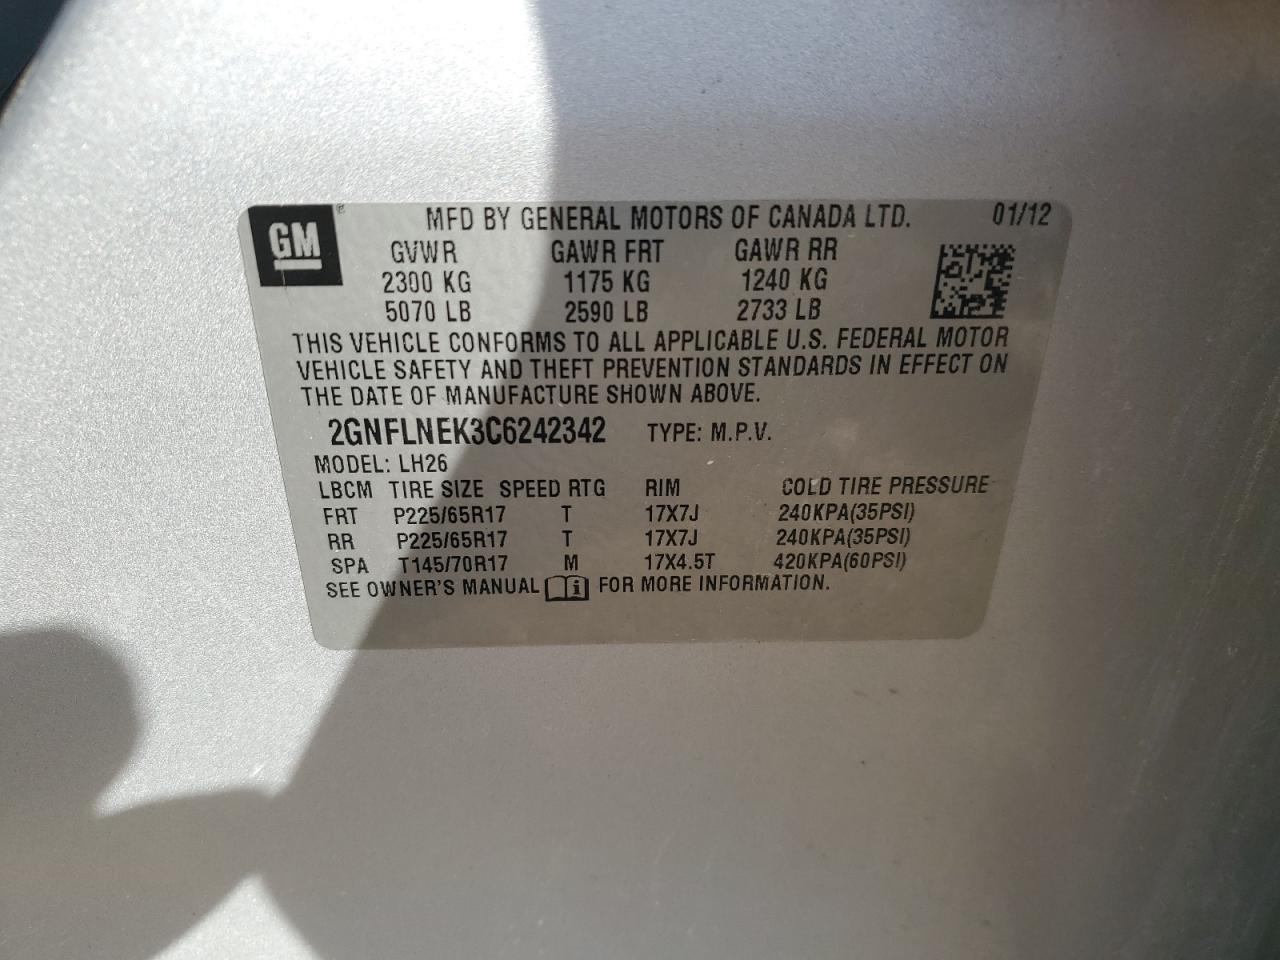 GM
MFD BY GENERAL MOTORS OF CANADA LTD. 01/12
GVWR GAWR FRT GAWR RR
2300 KG 1175 KG 1240 KG
5070 LB 2590 LB 2733 LB
THIS VEHICLE CONFORMS TO ALL APPLICABLE U.S. FEDERAL MOTOR
VEHICLE SAFETY AND THEFT PREVENTION STANDARDS IN EFFECT ON
THE DATE OF MANUFACTURE SHOWN ABOVE.
2GNFLNEK3C6242342 TYPE: M.P.V.
MODEL: LH26
LBCM TIRE SIZE SPEED RTG RIM COLD TIRE PRESSURE
FRT P225/65R17 T 17X7J 240KPA(35PSI)
RR P225/65R17 T 17X7J 240KPA(35PSI)
SPA T145/70R17 M 17X4.5T 420KPA(60PSI)
SEE OWNER'S MANUAL FOR MORE INFORMATION.